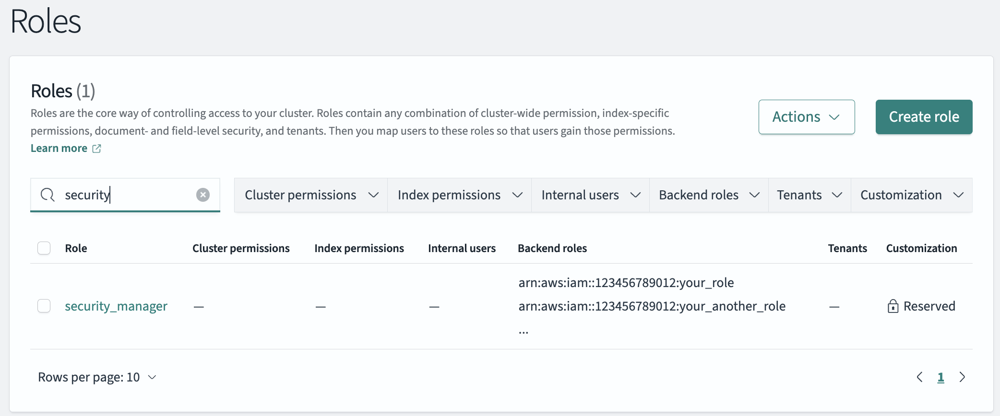 Roles
Roles (1)
Roles are the core way of controlling access to your cluster. Roles contain any combination of cluster-wide permission, index-specific
permissions, document- and field-level security, and tenants. Then you map users to these roles so that users gain those permissions.
Learn more
Actions
Create role
security
Cluster permissions
Index permissions
Internal users
Backend roles
Tenants
Customization
Role Cluster permissions Index permissions Internal users Backend roles Tenants Customization
arn:aws:iam::123456789012:your_role
security_manager — — — arn:aws:iam::123456789012:your_another_role — Reserved
...
Rows per page: 10
1